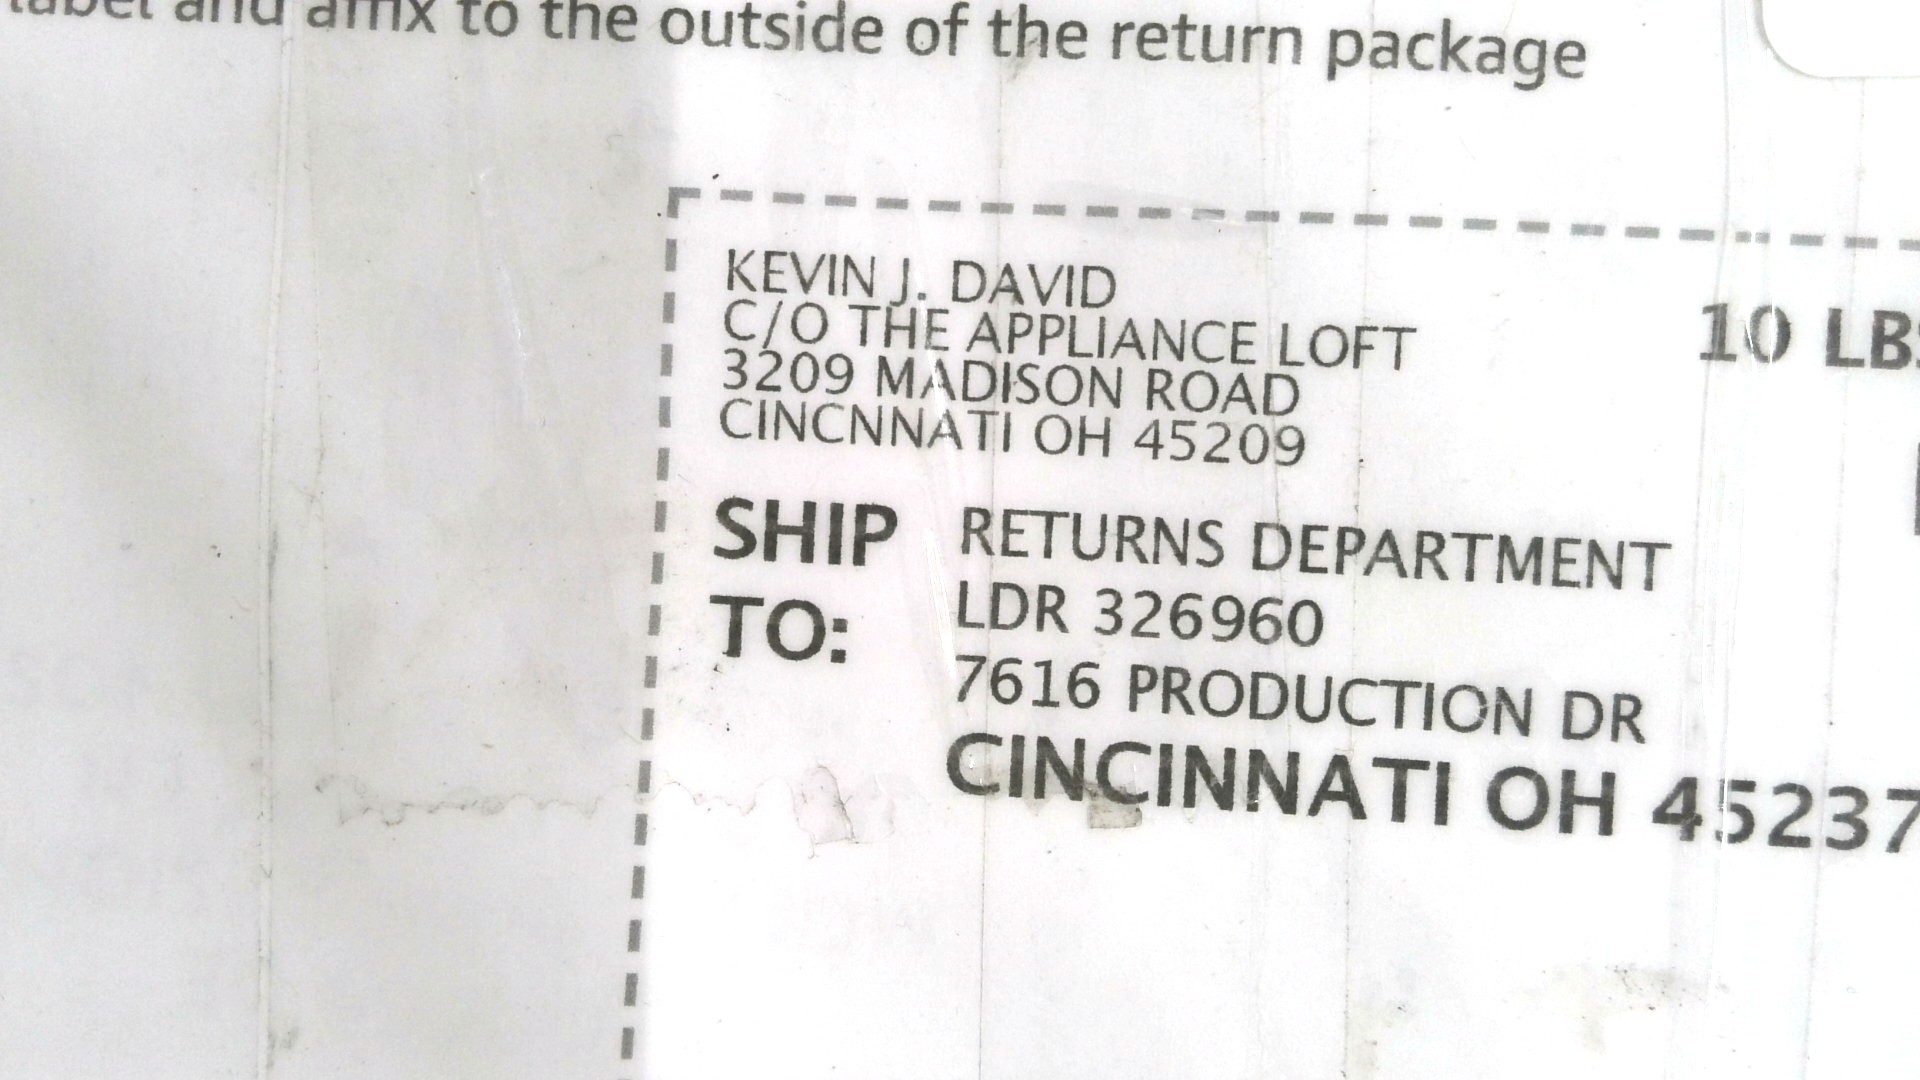 label and affix to the outside of the return package
KEVIN J. DAVID
C/O THE APPLIANCE LOFT
3209 MADISON ROAD
CINCNNATI OH 45209
10 LBS
SHIP TO:
RETURNS DEPARTMENT
LDR 326960
7616 PRODUCTION DR
CINCINNATI OH 45237